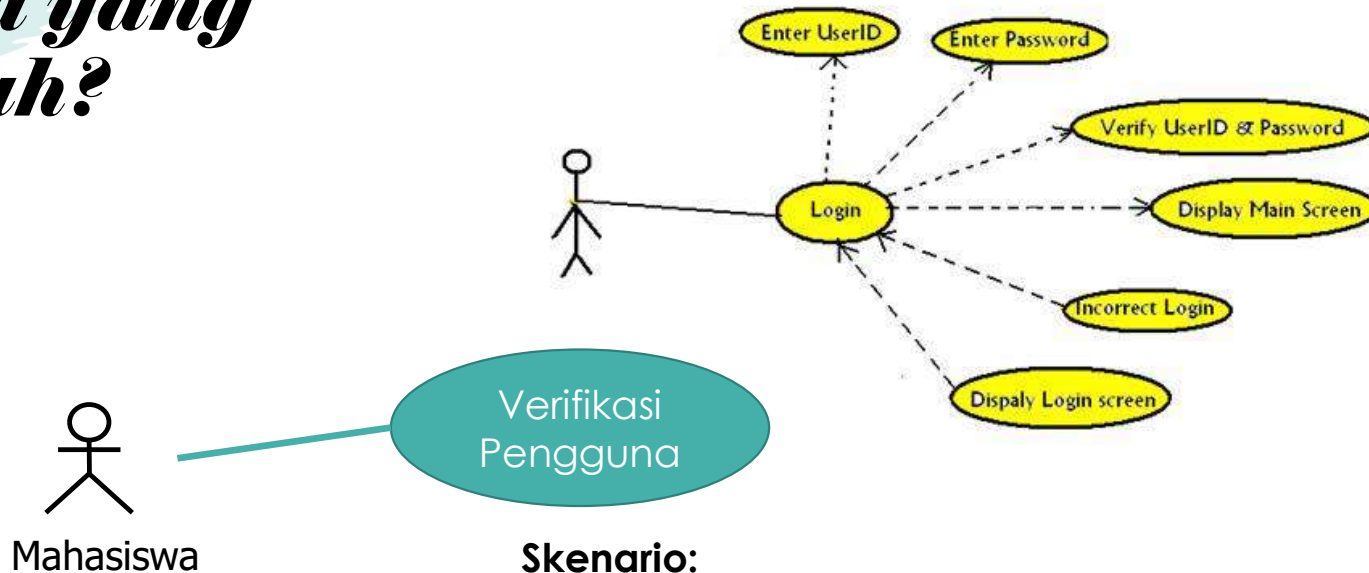 yang
Enter UserID
Enter Password
Verify UserID & Password
Login
Display Main Screen
Incorrect Login
Dispaly Login screen
Verifikasi
Pengguna
Mahasiswa
Skenario: